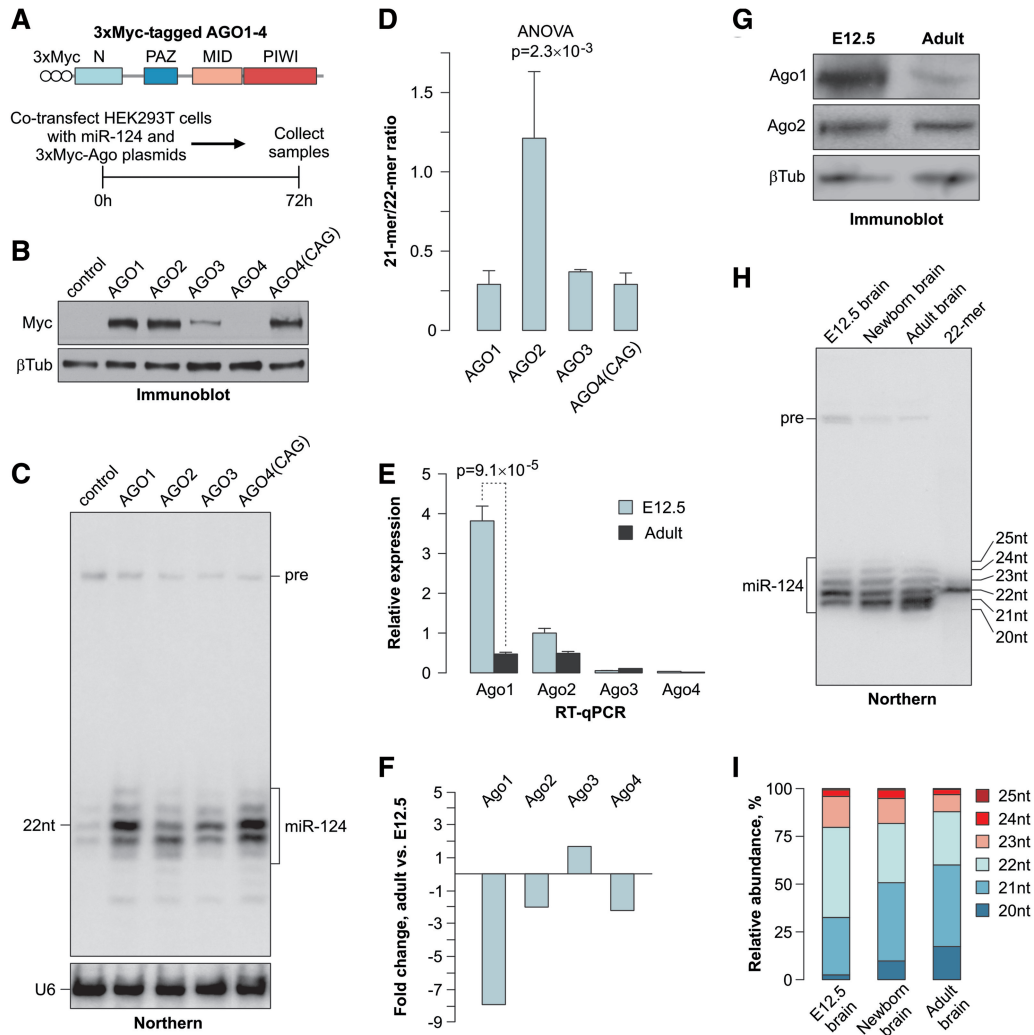 A
3xMyc-tagged AGO1-4
3xMyc N PAZ MID PIWI
Co-transfect HEK293T cells
with miR-124 and
3xMyc-Ago plasmids
Collect
samples
0h 72h
B
control AGO1 AGO2 AGO3 AGO4 AGO4(CAG)
Myc
βTub
Immunoblot
C
control AGO1 AGO2 AGO3 AGO4(CAG)
pre
22nt
miR-124
U6
Northern
D
ANOVA
p=2.3×10-3
21-mer/22-mer ratio
1.5
1.0
0.5
0
AGO1 AGO2 AGO3 AGO4(CAG)
E
p=9.1×10-5
Relative expression
5
4
3
2
1
0
E12.5
Adult
Ago1 Ago2 Ago3 Ago4
RT-qPCR
F
Ago1 Ago2 Ago3 Ago4
Fold change, adult vs. E12.5
5
3
1
-1
-3
-5
-7
-9
G
E12.5 Adult
Ago1
Ago2
βTub
Immunoblot
H
E12.5 brain Newborn brain Adult brain 22-mer
pre
miR-124
25nt
24nt
23nt
22nt
21nt
20nt
Northern
I
Relative abundance, %
100
75
50
25
0
25nt
24nt
23nt
22nt
21nt
20nt
E12.5
brain
Newborn
brain
Adult
brain